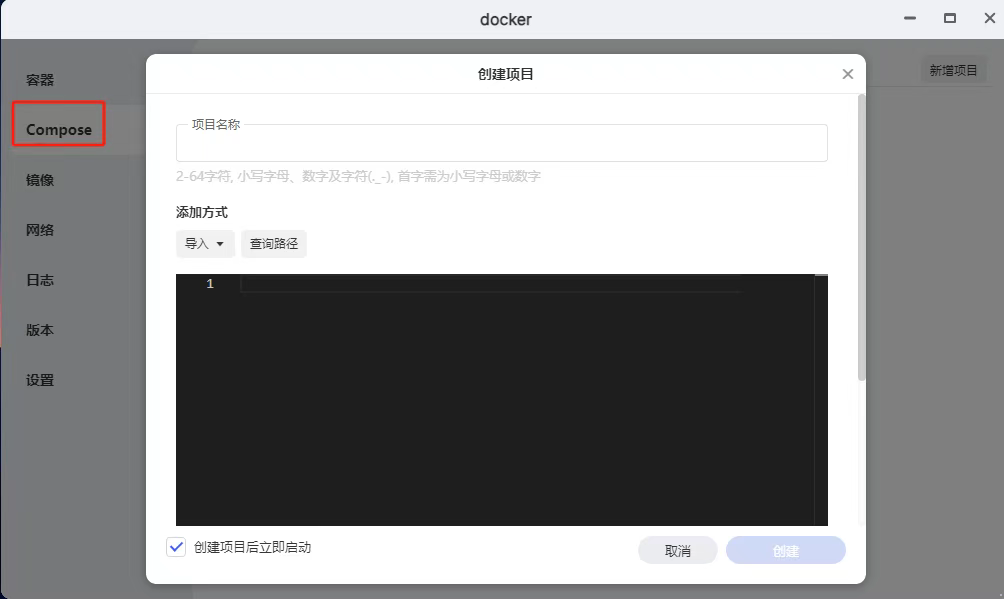 docker
容器
Compose
镜像
网络
日志
版本
设置
新增项目
创建项目
项目名称
2-64字符, 小写字母、数字及字符(._-), 首字需为小写字母或数字
添加方式
导入
查询路径
1
创建项目后立即启动
取消
创建